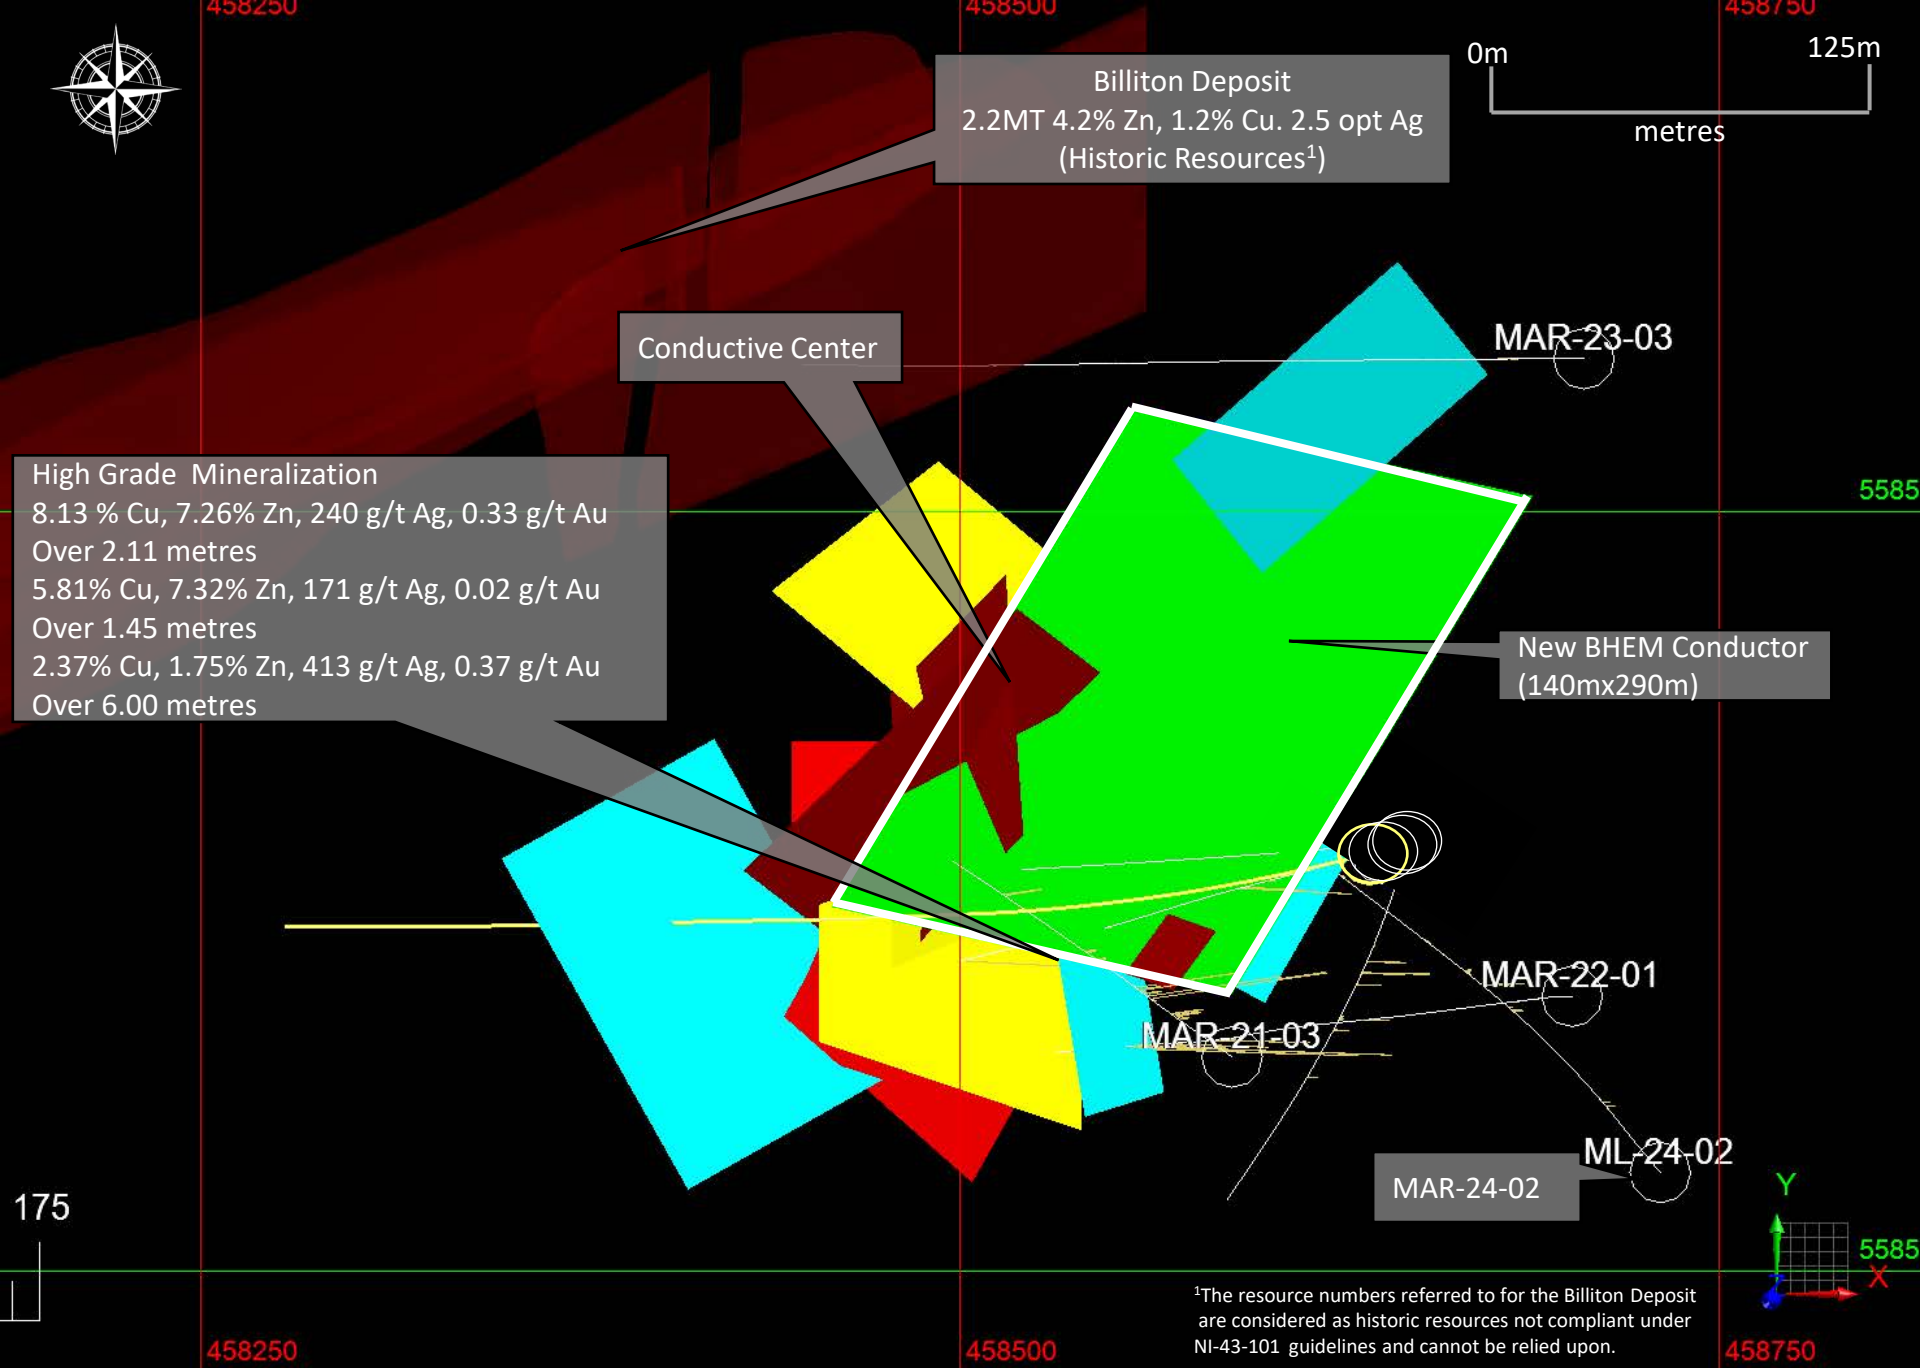 458250
458500
458750
0m
125m
metres
Billiton Deposit
2.2MT 4.2% Zn, 1.2% Cu. 2.5 opt Ag
(Historic Resources¹)
Conductive Center
MAR-23-03
High Grade Mineralization
8.13 % Cu, 7.26% Zn, 240 g/t Ag, 0.33 g/t Au
Over 2.11 metres
5.81% Cu, 7.32% Zn, 171 g/t Ag, 0.02 g/t Au
Over 1.45 metres
2.37% Cu, 1.75% Zn, 413 g/t Ag, 0.37 g/t Au
Over 6.00 metres
5585
New BHEM Conductor
(140mx290m)
MAR-22-01
MAR-21-03
ML-24-02
MAR-24-02
175
Y
5585
X
¹The resource numbers referred to for the Billiton Deposit
are considered as historic resources not compliant under
NI-43-101 guidelines and cannot be relied upon.
458250
458500
458750